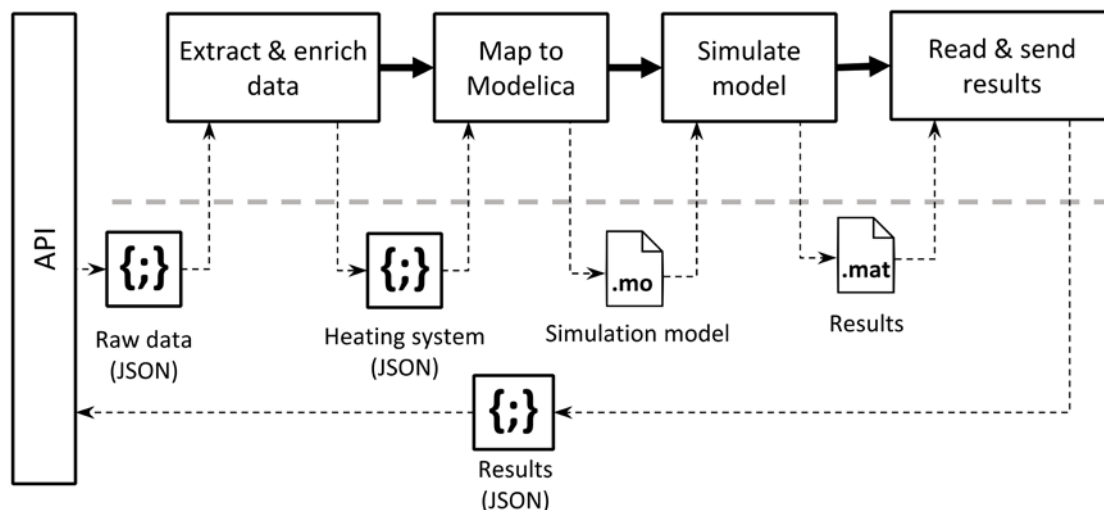 API
Extract & enrich
data
Map to
Modelica
Simulate
model
Read & send
results
{;}
Raw data
(JSON)
{;}
Heating system
(JSON)
.mo
Simulation model
.mat
Results
{;}
Results
(JSON)